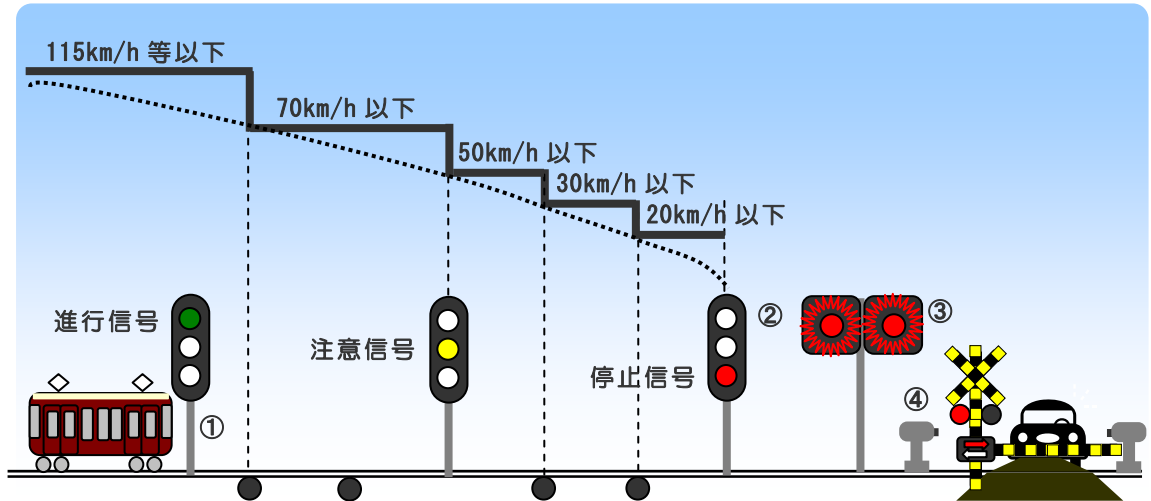 115km/h 等以下
70km/h 以下
50km/h 以下
30km/h 以下
20km/h 以下
進行信号
注意信号
停止信号
①
②
③
④